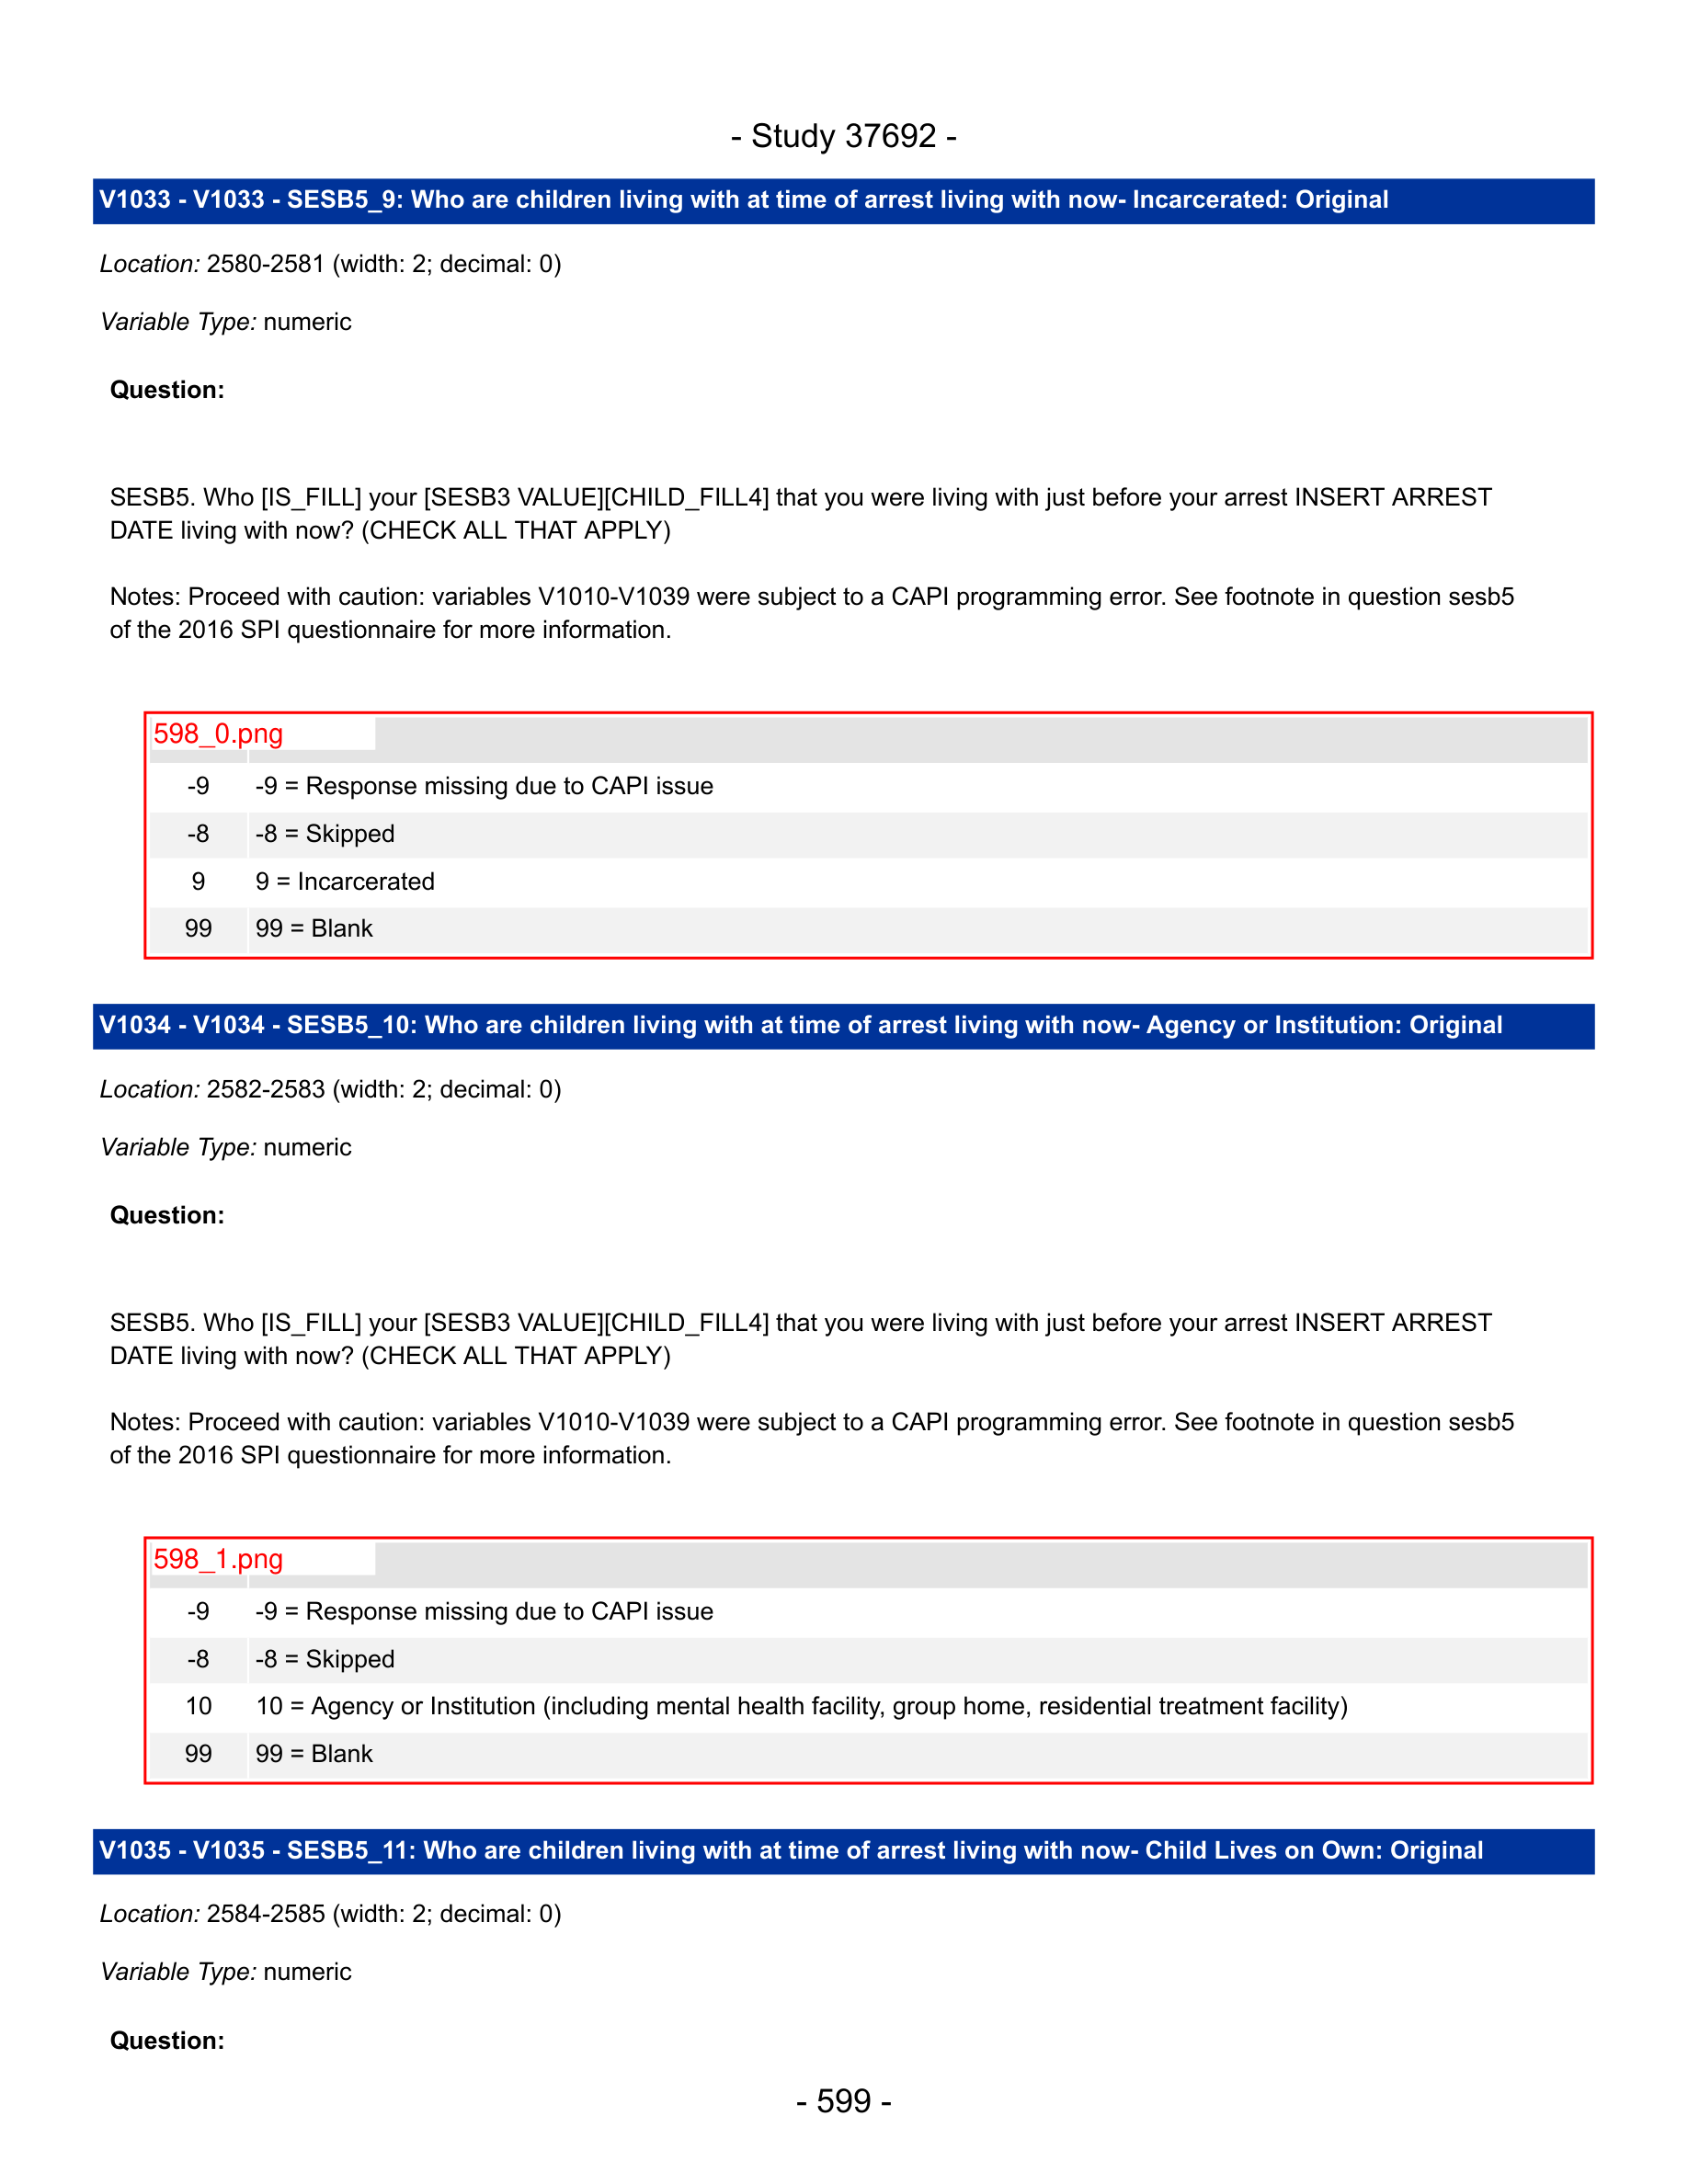 - Study 37692 -
V1033 - V1033 - SESB5_9: Who are children living with at time of arrest living with now- Incarcerated: Original
Location: 2580-2581 (width: 2; decimal: 0)
Variable Type: numeric
Question:
SESB5. Who [IS_FILL] your [SESB3 VALUE][CHILD_FILL4] that you were living with just before your arrest INSERT ARREST
DATE living with now? (CHECK ALL THAT APPLY)
Notes: Proceed with caution: variables V1010-V1039 were subject to a CAPI programming error. See footnote in question sesb5
of the 2016 SPI questionnaire for more information.
598_0.png
-9 -9 = Response missing due to CAPI issue
-8 -8 = Skipped
9 9 = Incarcerated
99 99 = Blank
V1034 - V1034 - SESB5_10: Who are children living with at time of arrest living with now- Agency or Institution: Original
Location: 2582-2583 (width: 2; decimal: 0)
Variable Type: numeric
Question:
SESB5. Who [IS_FILL] your [SESB3 VALUE][CHILD_FILL4] that you were living with just before your arrest INSERT ARREST
DATE living with now? (CHECK ALL THAT APPLY)
Notes: Proceed with caution: variables V1010-V1039 were subject to a CAPI programming error. See footnote in question sesb5
of the 2016 SPI questionnaire for more information.
598_1.png
-9 -9 = Response missing due to CAPI issue
-8 -8 = Skipped
10 10 = Agency or Institution (including mental health facility, group home, residential treatment facility)
99 99 = Blank
V1035 - V1035 - SESB5_11: Who are children living with at time of arrest living with now- Child Lives on Own: Original
Location: 2584-2585 (width: 2; decimal: 0)
Variable Type: numeric
Question:
- 599 -